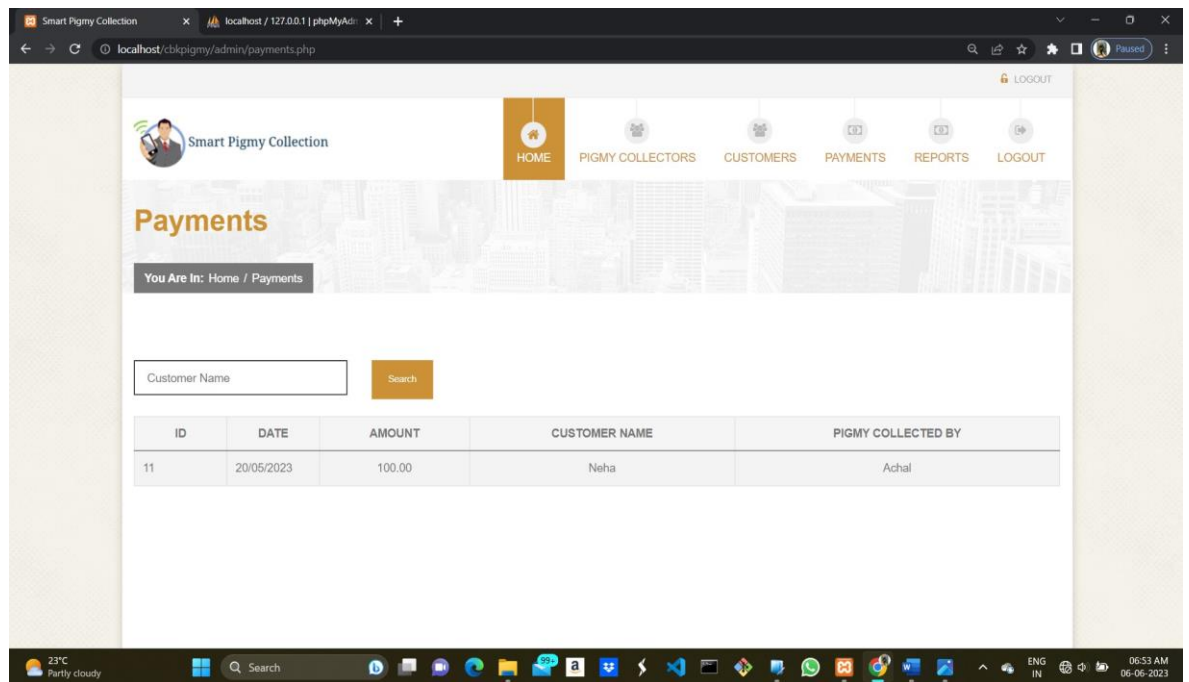 Smart Pigmy Collection
localhost / 127.0.0.1 | phpMyAdm
localhost/cbkpigmy/admin/payments.php
Paused
LOGOUT
Smart Pigmy Collection
HOME PIGMY COLLECTORS CUSTOMERS PAYMENTS REPORTS LOGOUT
Payments
You Are In: Home / Payments
Customer Name Search
ID DATE AMOUNT CUSTOMER NAME PIGMY COLLECTED BY
11 20/05/2023 100.00 Neha Achal
23°C
Partly cloudy
Search
99+
ENG
IN
06:53 AM
06-06-2023